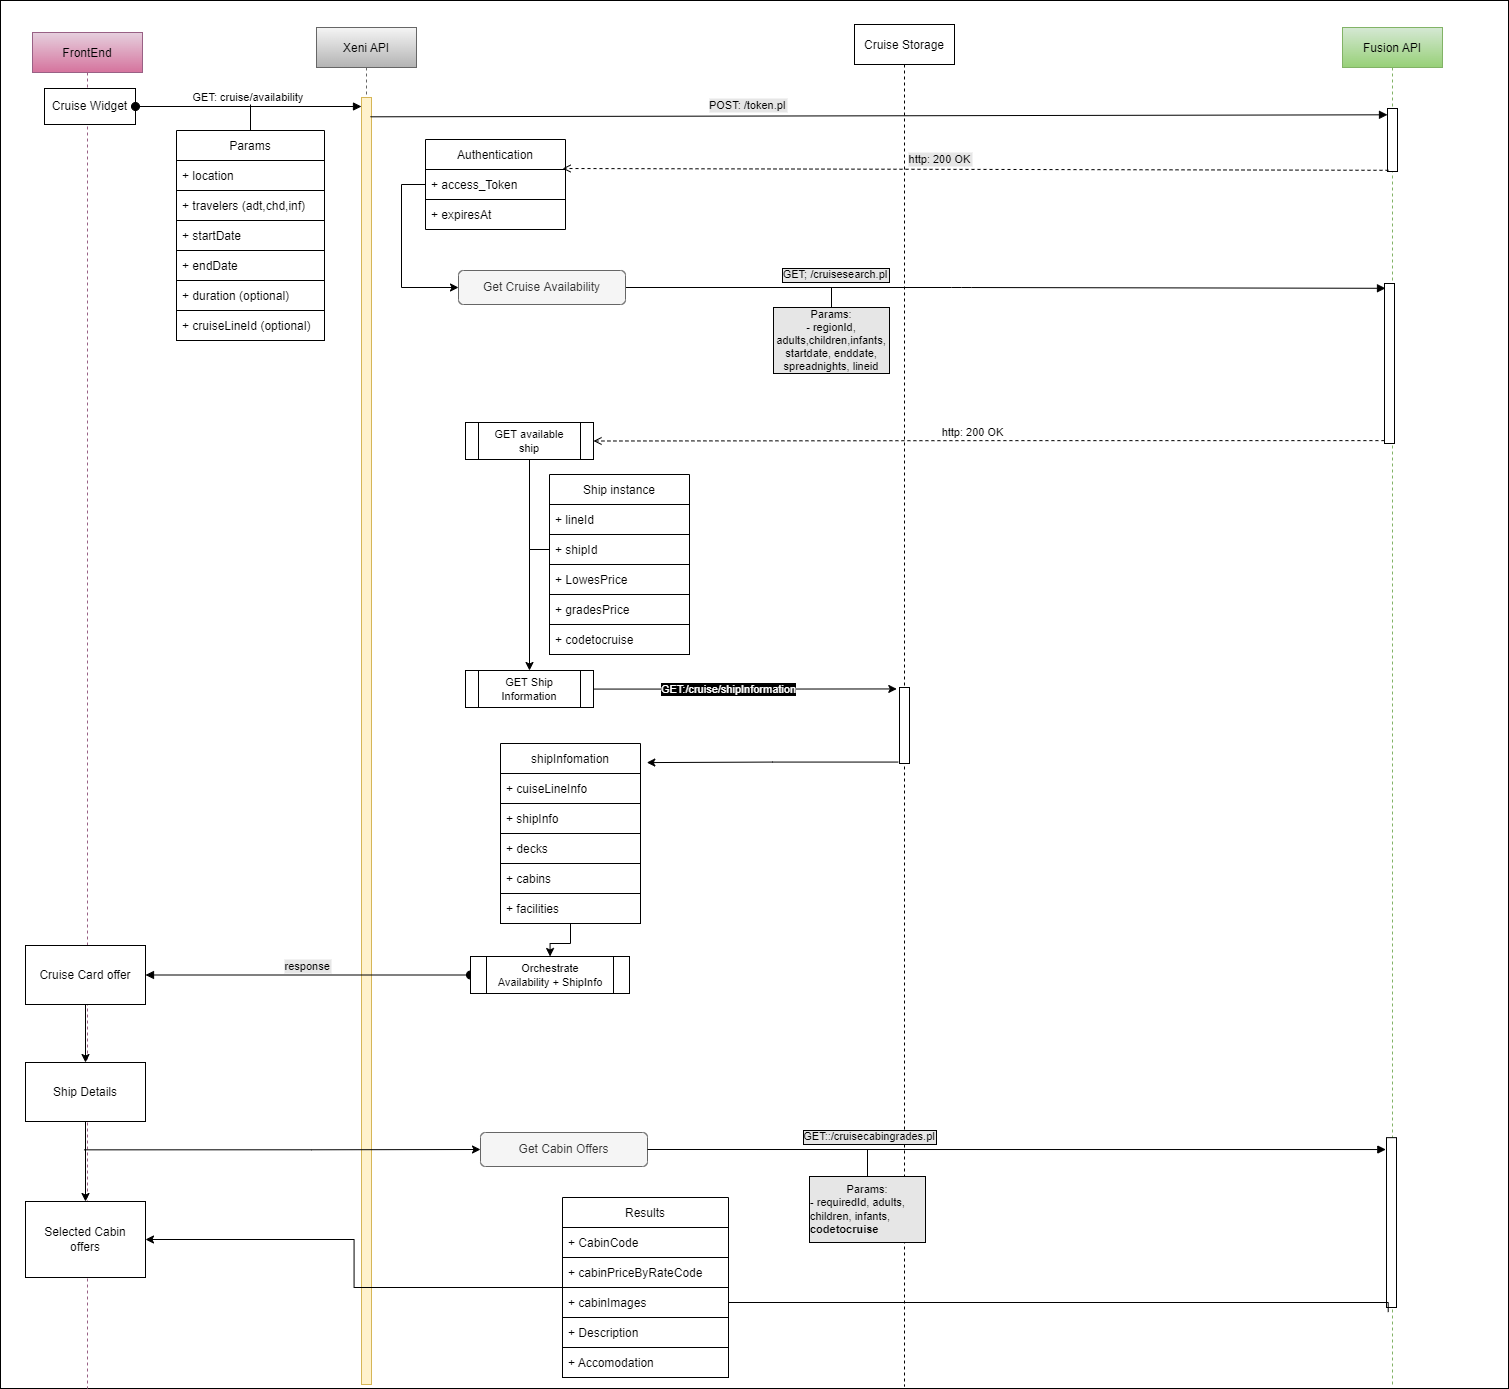 FrontEnd
Xeni API
Cruise Storage
Fusion API
Cruise Widget
GET: cruise/availability
POST: /token.pl
Params
+ location
+ travelers (adt,chd,inf)
+ startDate
+ endDate
+ duration (optional)
+ cruiseLineId (optional)
Authentication
+ access_Token
+ expiresAt
http: 200 OK
Get Cruise Availability
GET; /cruisesearch.pl
Params:
- regionId,
adults,children,infants,
startdate, enddate,
spreadnights, lineid
GET available
ship
http: 200 OK
Ship instance
+ lineId
+ shipId
+ LowesPrice
+ gradesPrice
+ codetocruise
GET Ship
Information
GET:/cruise/shipInformation
shipInfomation
+ cuiseLineInfo
+ shipInfo
+ decks
+ cabins
+ facilities
Cruise Card offer
response
Orchestrate
Availability + ShipInfo
Ship Details
Get Cabin Offers
GET::/cruisecabingrades.pl
Params:
- requiredId, adults,
children, infants,
codetocruise
Selected Cabin
offers
Results
+ CabinCode
+ cabinPriceByRateCode
+ cabinImages
+ Description
+ Accomodation